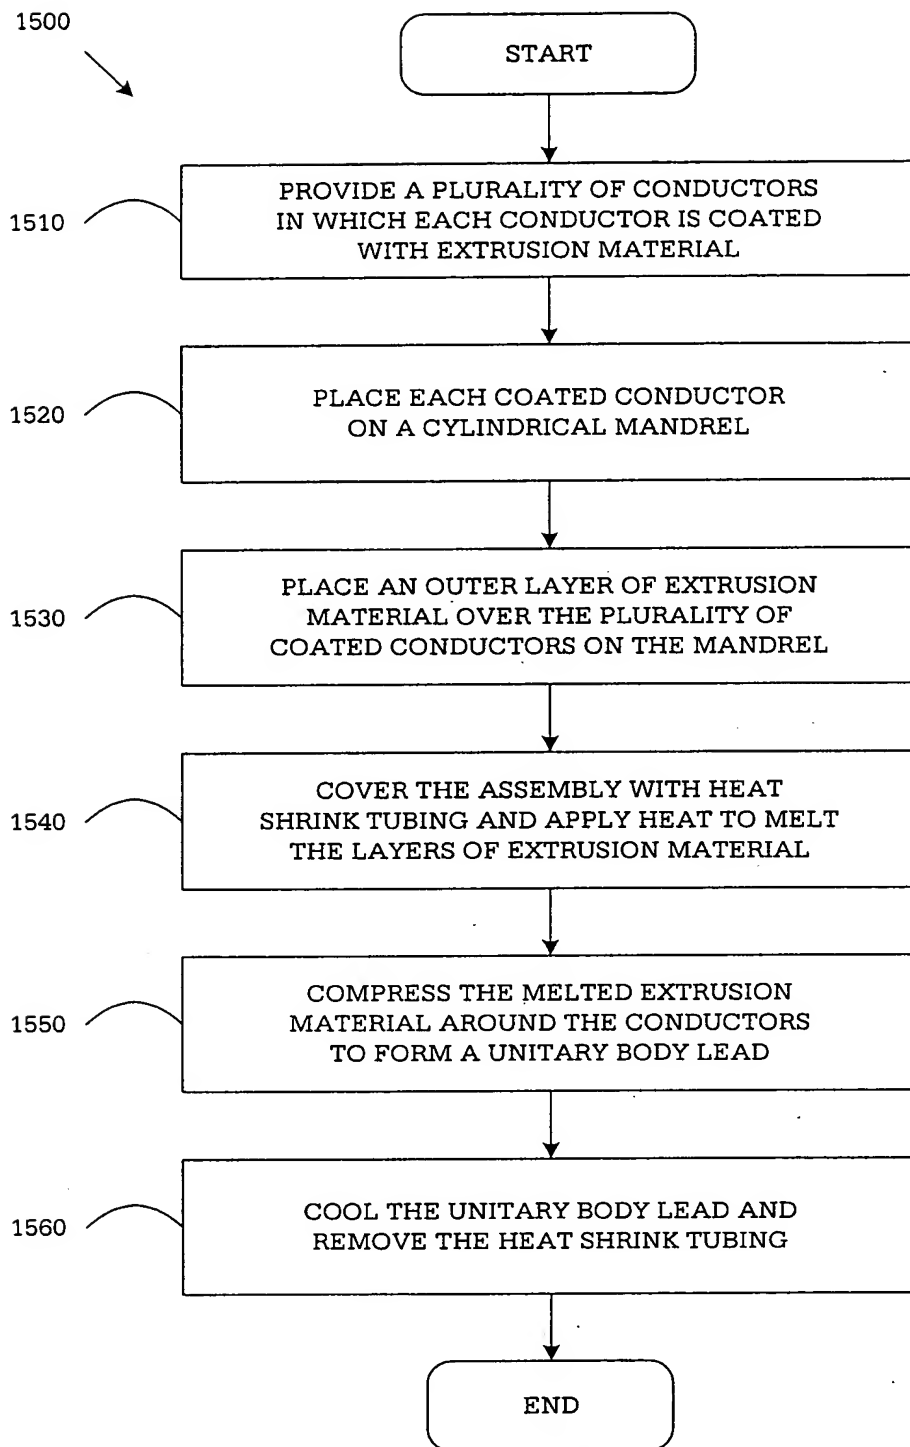 1500
START
1510
PROVIDE A PLURALITY OF CONDUCTORS
IN WHICH EACH CONDUCTOR IS COATED
WITH EXTRUSION MATERIAL
1520
PLACE EACH COATED CONDUCTOR
ON A CYLINDRICAL MANDREL
1530
PLACE AN OUTER LAYER OF EXTRUSION
MATERIAL OVER THE PLURALITY OF
COATED CONDUCTORS ON THE MANDREL
1540
COVER THE ASSEMBLY WITH HEAT
SHRINK TUBING AND APPLY HEAT TO MELT
THE LAYERS OF EXTRUSION MATERIAL
1550
COMPRESS THE MELTED EXTRUSION
MATERIAL AROUND THE CONDUCTORS
TO FORM A UNITARY BODY LEAD
1560
COOL THE UNITARY BODY LEAD AND
REMOVE THE HEAT SHRINK TUBING
END